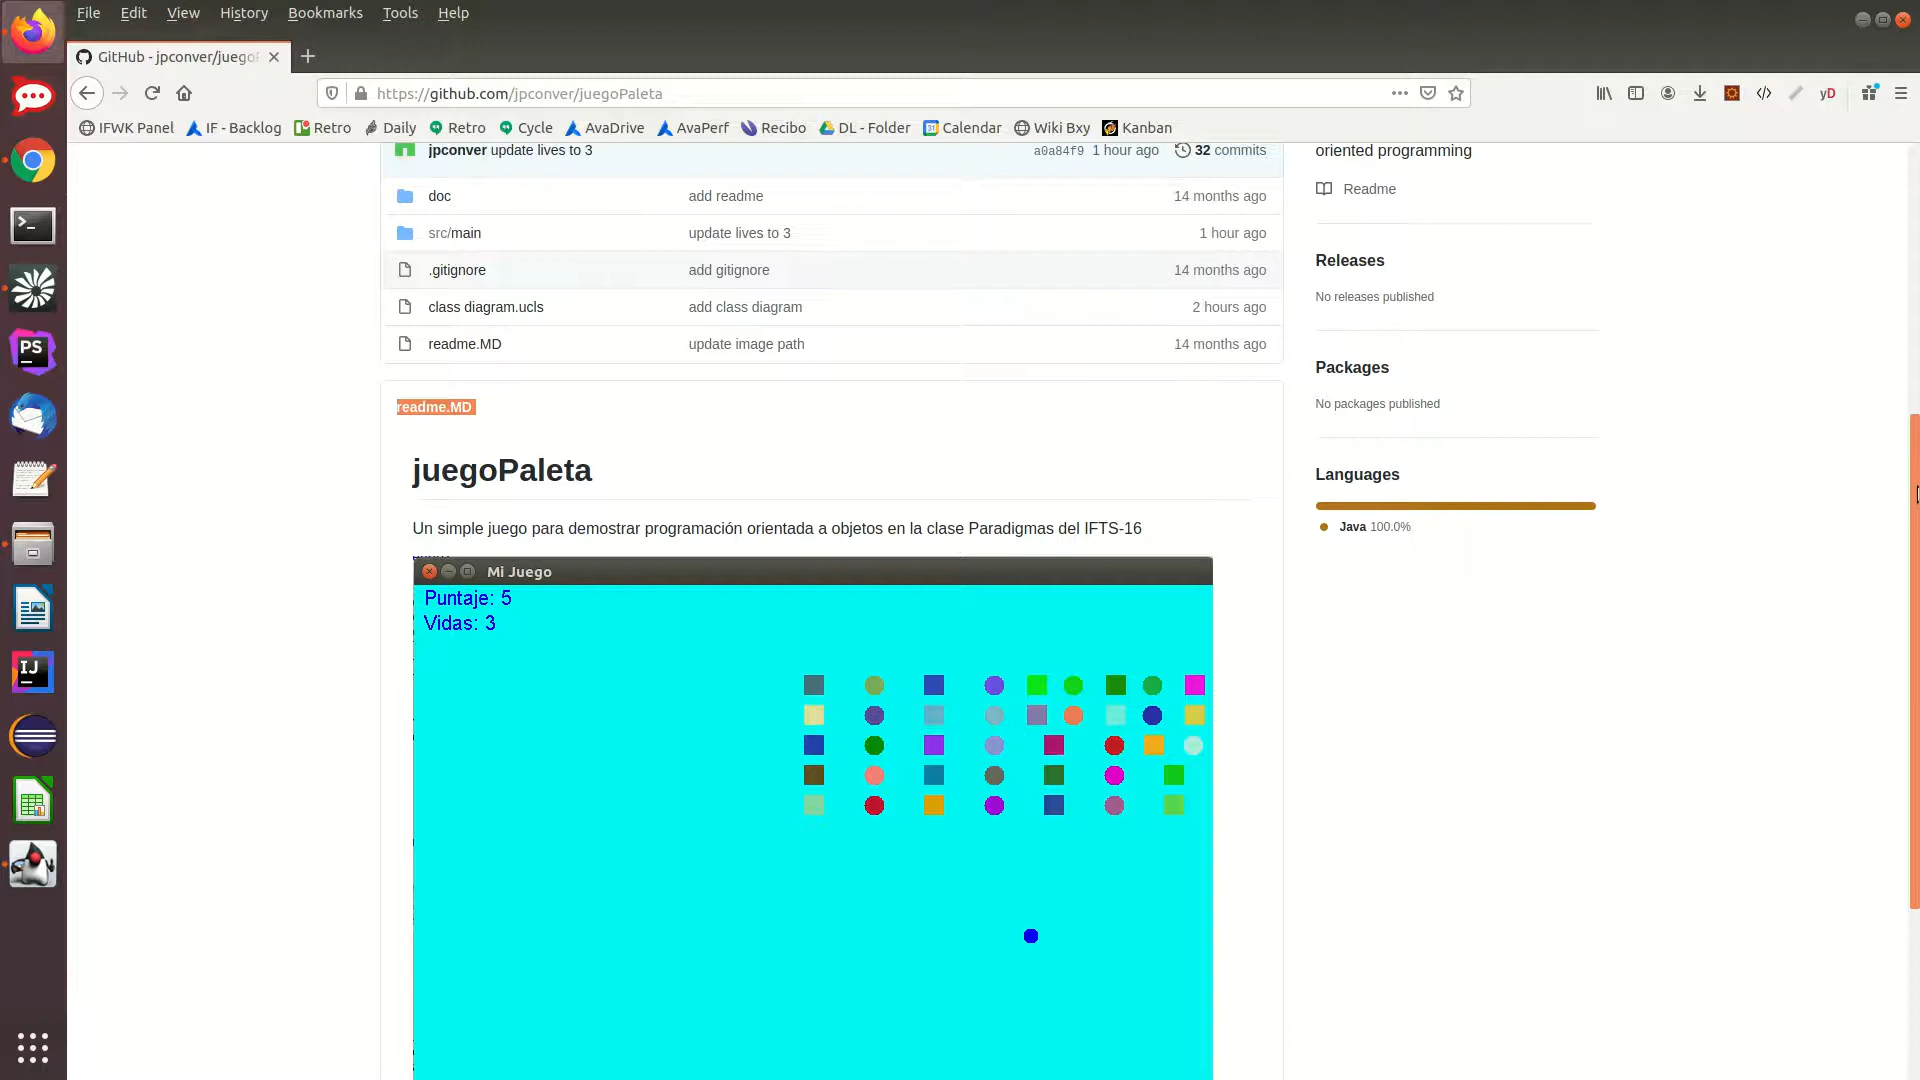 File Edit View History Bookmarks Tools Help
GitHub - jpconver/juegoP
https://github.com/jpconver/juegoPaleta
yD
IFWK Panel IF - Backlog Retro Daily Retro Cycle AvaDrive AvaPerf Recibo DL - Folder Calendar Wiki Bxy Kanban
jpconver update lives to 3 a0a84f9 1 hour ago 32 commits
doc add readme 14 months ago
src/main update lives to 3 1 hour ago
.gitignore add gitignore 14 months ago
class diagram.ucls add class diagram 2 hours ago
readme.MD update image path 14 months ago
readme.MD
juegoPaleta
Un simple juego para demostrar programación orientada a objetos en la clase Paradigmas del IFTS-16
Mi Juego
Puntaje: 5
Vidas: 3
oriented programming
Readme
Releases
No releases published
Packages
No packages published
Languages
Java 100.0%
PS
IJ